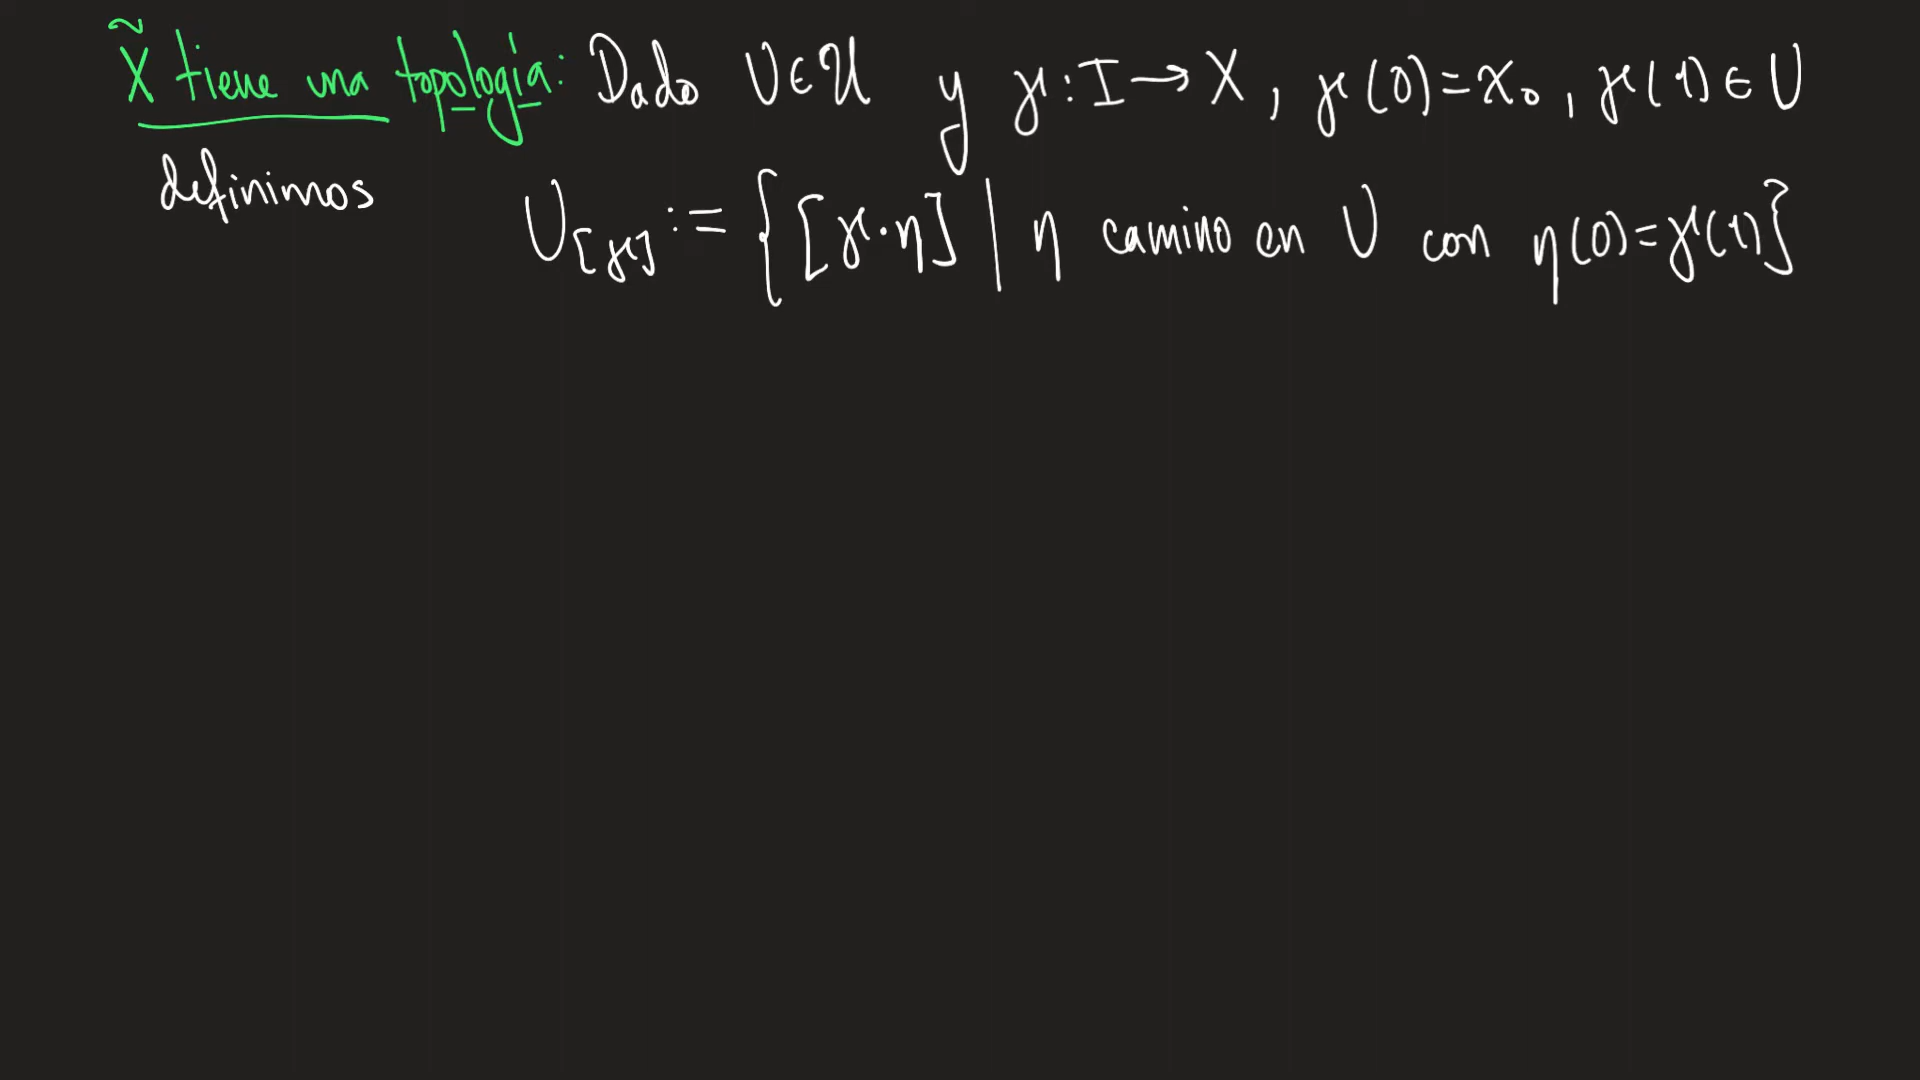 X̃ tiene una topología: Dado U∈𝒰 y γ: I → X, γ(0)=x₀, γ(1)∈U
definimos U_[γ] := {[γ·η] | η camino en U con η(0)=γ(1)}